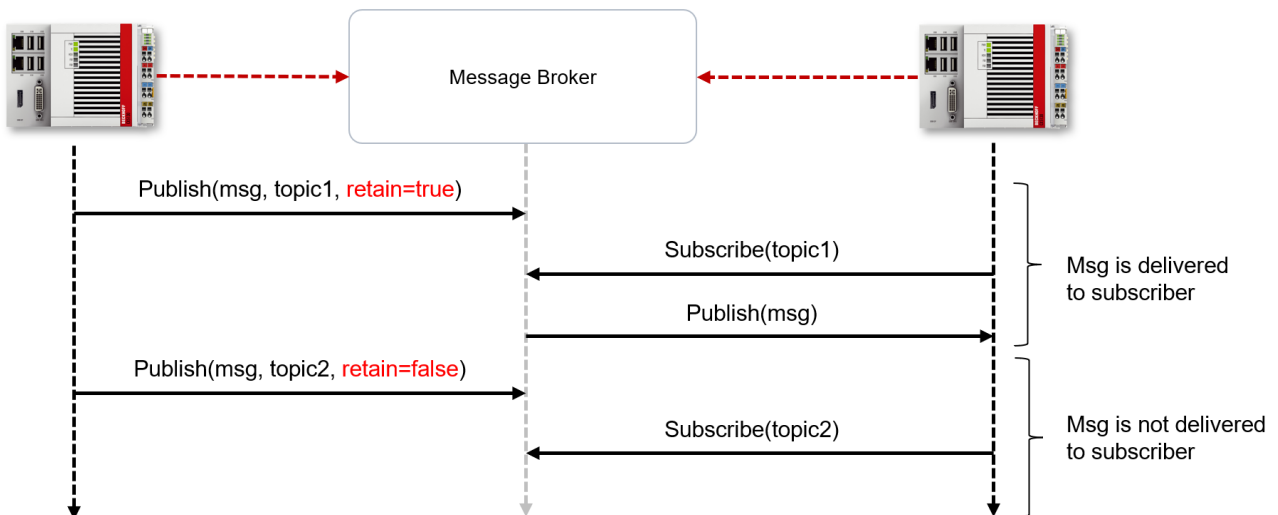 Message Broker
Publish(msg, topic1, retain=true)
Subscribe(topic1)
Msg is delivered
to subscriber
Publish(msg)
Publish(msg, topic2, retain=false)
Subscribe(topic2)
Msg is not delivered
to subscriber